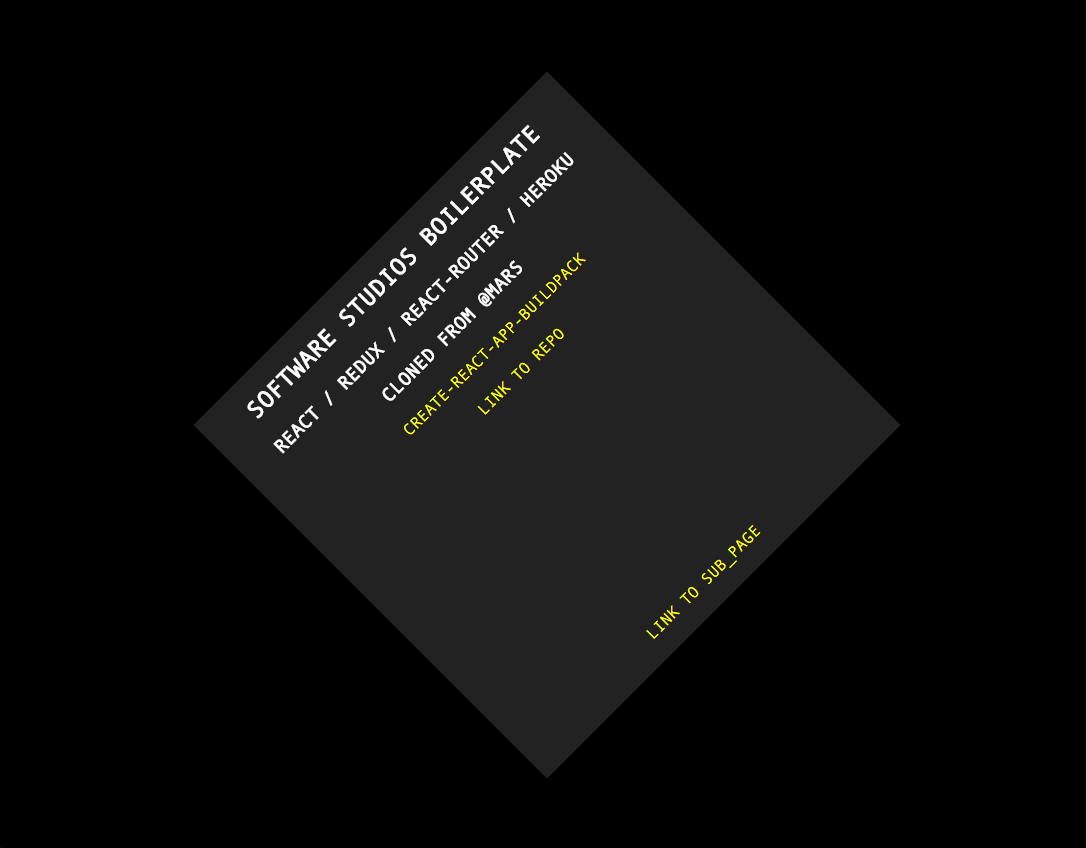 SOFTWARE STUDIOS BOILERPLATE
REACT / REDUX / REACT-ROUTER / HEROKU
CLONED FROM @MARS
CREATE-REACT-APP-BUILDPACK
LINK TO REPO
LINK TO SUB_PAGE